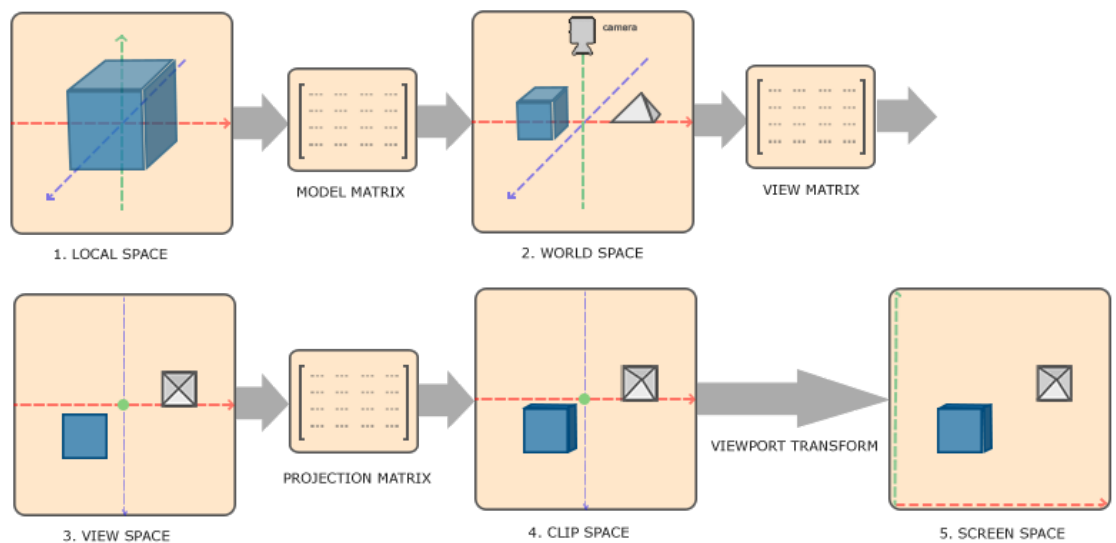 camera
MODEL MATRIX
VIEW MATRIX
1. LOCAL SPACE
2. WORLD SPACE
VIEWPORT TRANSFORM
PROJECTION MATRIX
3. VIEW SPACE
4. CLIP SPACE
5. SCREEN SPACE